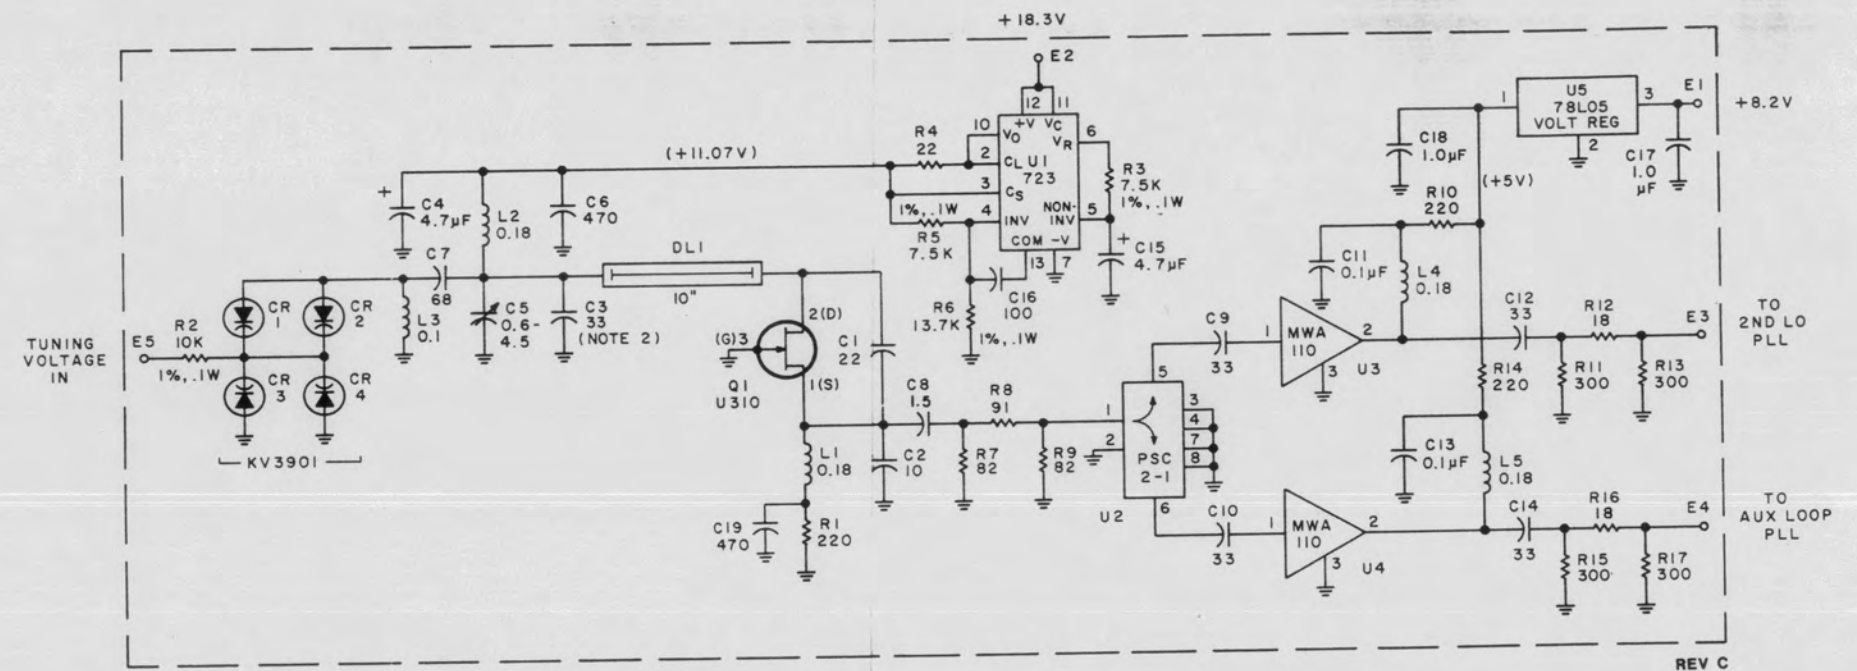 +18.3V
E2
12 11
+V VC
10 VO
VR 6
2 CL U1
723
3 CS
4 INV
NON-INV 5
COM -V
13 7
R4
22
(+11.07V)
R3
7.5K
1%,.1W
1%,.1W
R5
7.5K
+
C15
4.7µF
C16
100
R6
13.7K
1%,.1W
+
C4
4.7µF
L2
0.18
C6
470
C7
68
DL1
10"
CR
1
CR
2
CR
3
CR
4
KV3901
TUNING
VOLTAGE
IN
E5
R2
10K
1%,.1W
L3
0.1
C5
0.6-
4.5
C3
33
(NOTE 2)
2(D)
(G)3
1(S)
Q1
U310
C1
22
C8
1.5
L1
0.18
C2
10
C19
470
R1
220
R7
82
R8
91
R9
82
1
2
5
3
4
7
8
6
PSC
2-1
U2
C9
33
C10
33
1
MWA
110
2
3
U3
1
MWA
110
2
3
U4
1
U5
78L05
VOLT REG
3
2
E1
+8.2V
C18
1.0µF
C17
1.0
µF
R10
220
(+5V)
C11
0.1µF
L4
0.18
C12
33
R12
18
R11
300
R13
300
E3
TO
2ND LO
PLL
R14
220
C13
0.1µF
L5
0.18
C14
33
R16
18
R15
300
R17
300
E4
TO
AUX LOOP
PLL
REV C